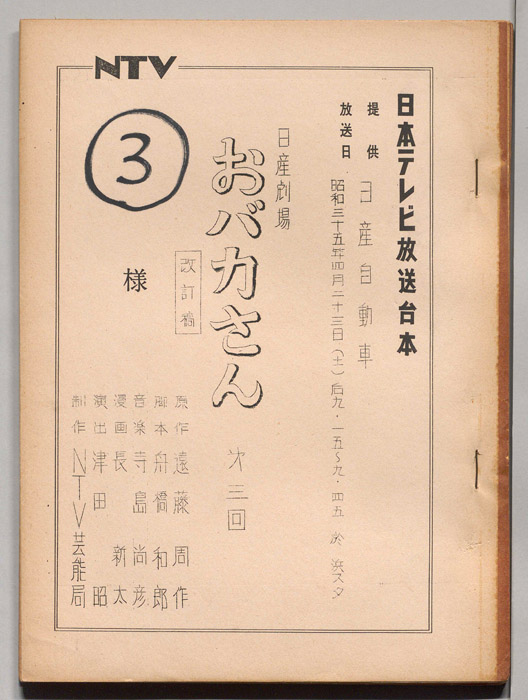 NTV
日本テレビ放送台本
提供 日産自動車
放送日 昭和三十五年四月二十三日(土)后九・一五〜九・四五 於 浜スタ
日産劇場
おバカさん 㐧三回
改訂稿
3
様
原作 遠藤周作
脚本 舟橋和郎
音楽 寺島尚彦
漫画 長新太
演出 津田昭
制作 NTV芸能局